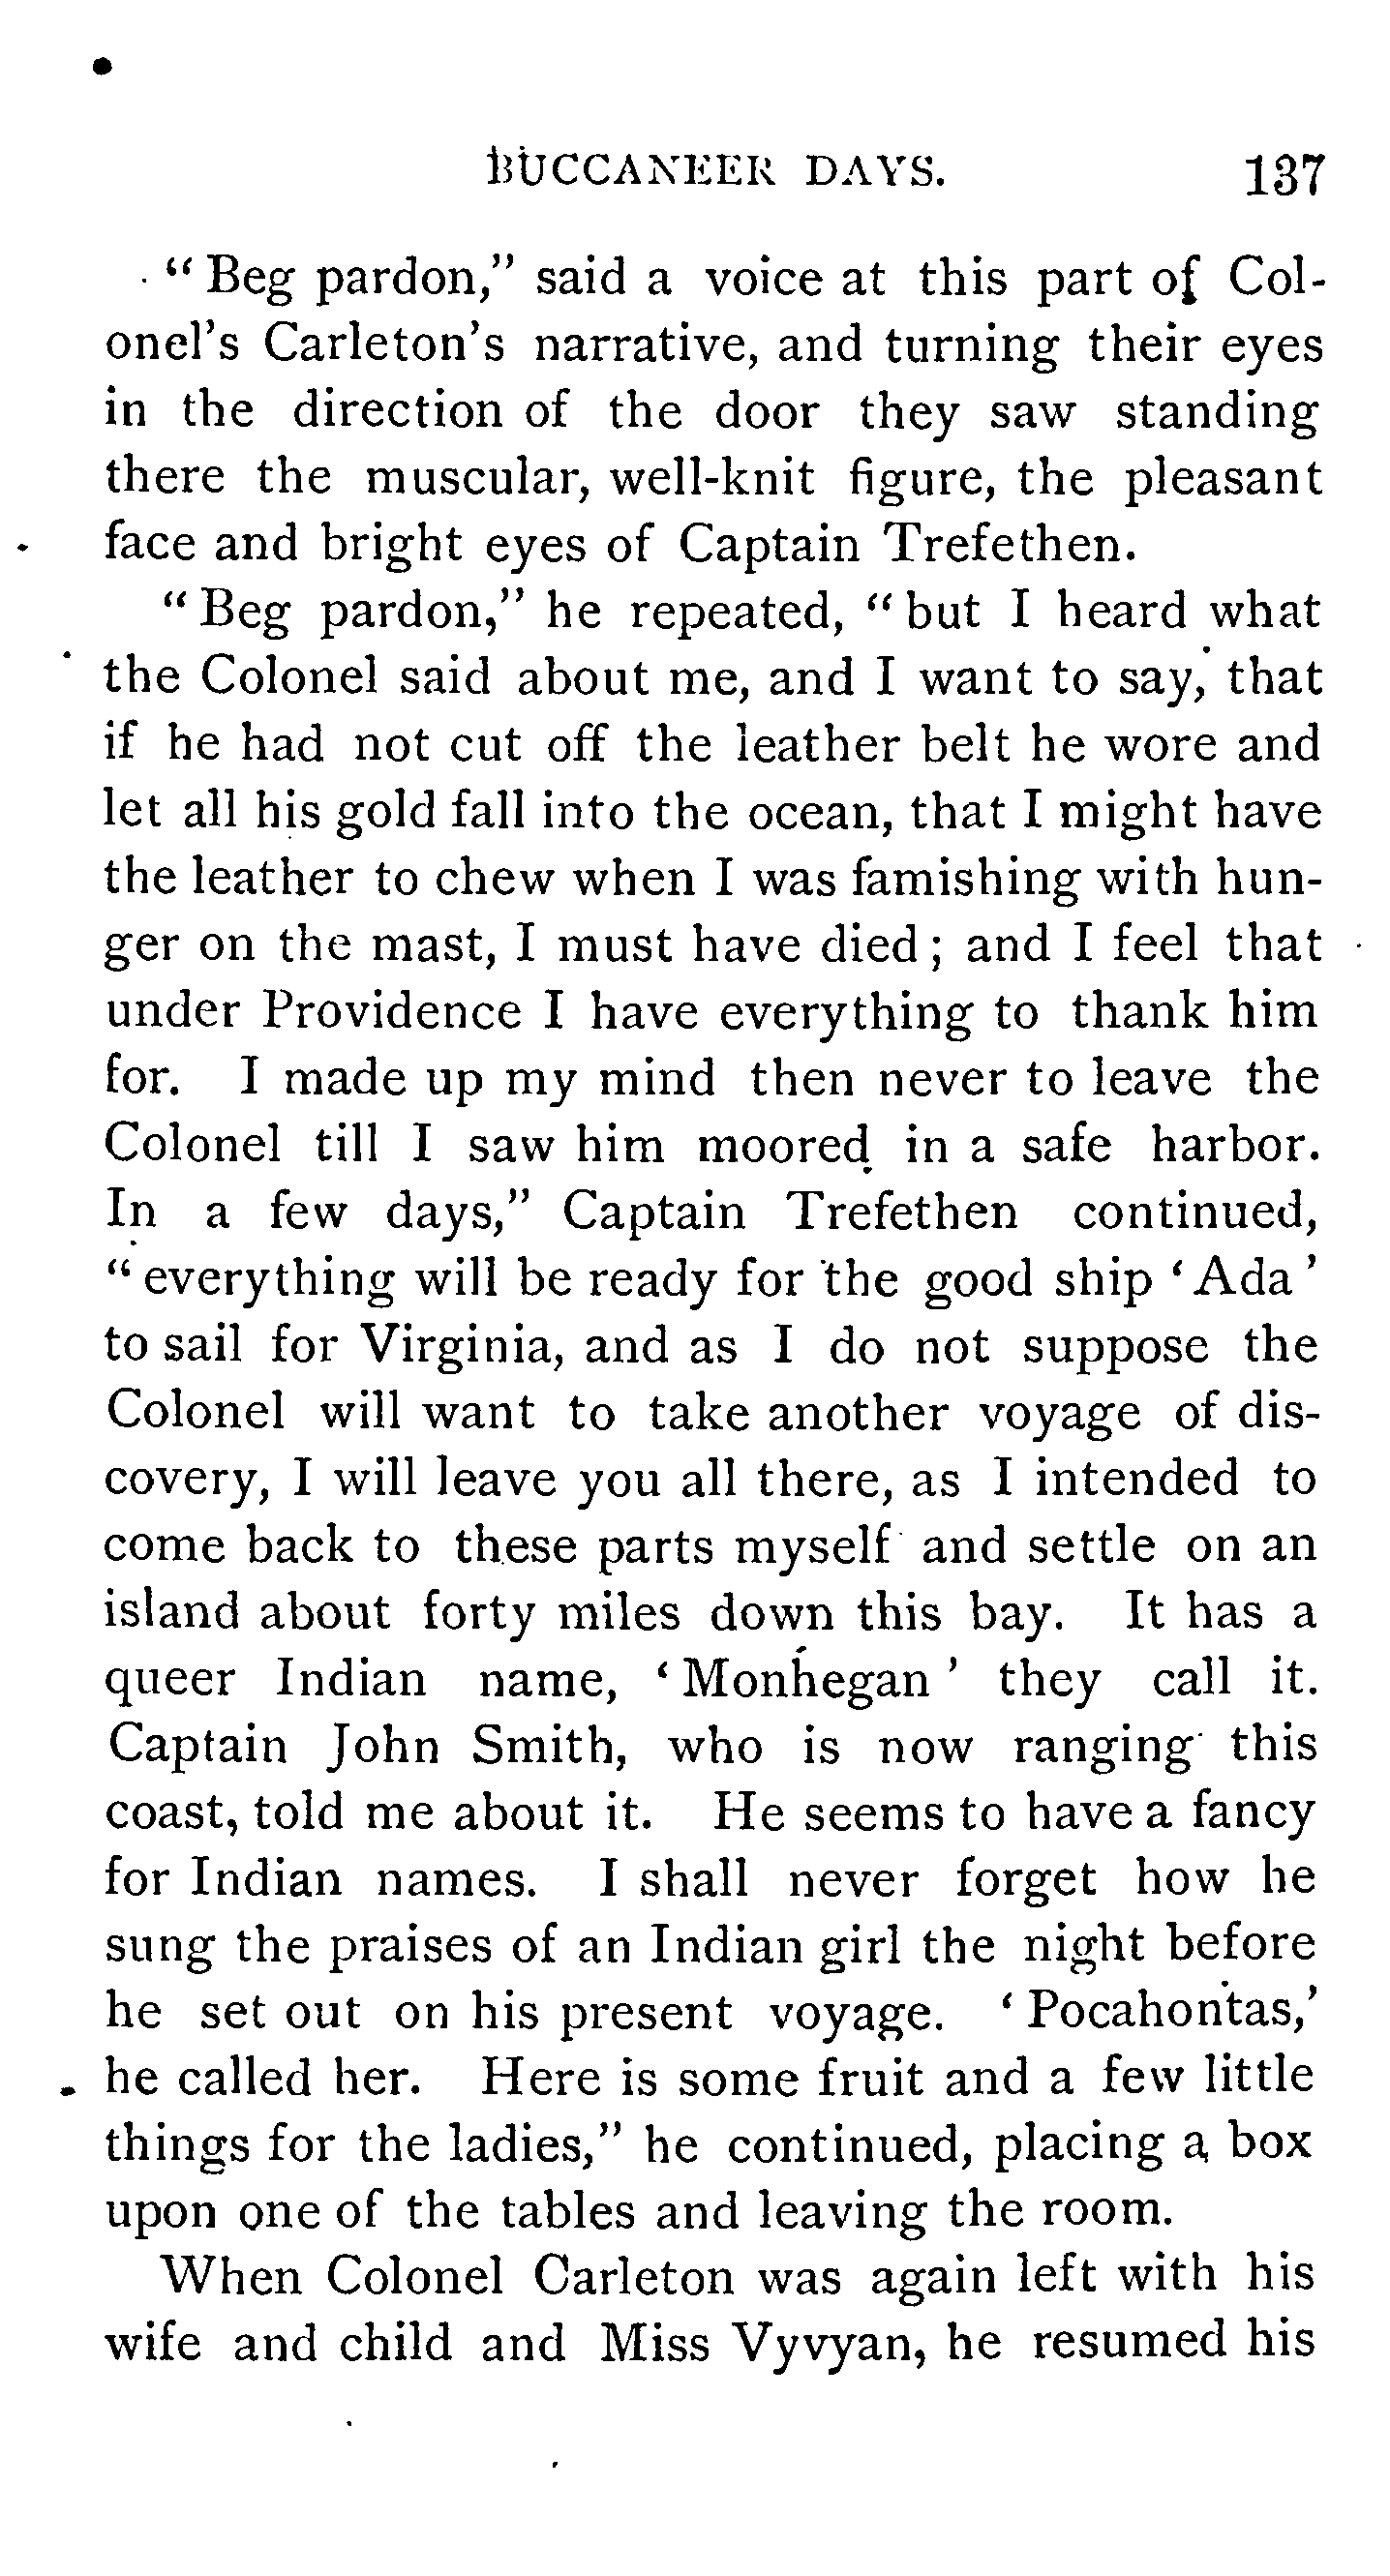 BUCCANEER DAYS. 137
"Beg pardon," said a voice at this part of Col-
onel's Carleton's narrative, and turning their eyes
in the direction of the door they saw standing
there the muscular, well-knit figure, the pleasant
face and bright eyes of Captain Trefethen.
"Beg pardon," he repeated, "but I heard what
the Colonel said about me, and I want to say, that
if he had not cut off the leather belt he wore and
let all his gold fall into the ocean, that I might have
the leather to chew when I was famishing with hun-
ger on the mast, I must have died; and I feel that
under Providence I have everything to thank him
for. I made up my mind then never to leave the
Colonel till I saw him moored in a safe harbor.
In a few days," Captain Trefethen continued,
"everything will be ready for the good ship 'Ada'
to sail for Virginia, and as I do not suppose the
Colonel will want to take another voyage of dis-
covery, I will leave you all there, as I intended to
come back to these parts myself and settle on an
island about forty miles down this bay. It has a
queer Indian name, 'Monhegan' they call it.
Captain John Smith, who is now ranging this
coast, told me about it. He seems to have a fancy
for Indian names. I shall never forget how he
sung the praises of an Indian girl the night before
he set out on his present voyage. 'Pocahontas,'
he called her. Here is some fruit and a few little
things for the ladies," he continued, placing a box
upon one of the tables and leaving the room.
When Colonel Carleton was again left with his
wife and child and Miss Vyvyan, he resumed his